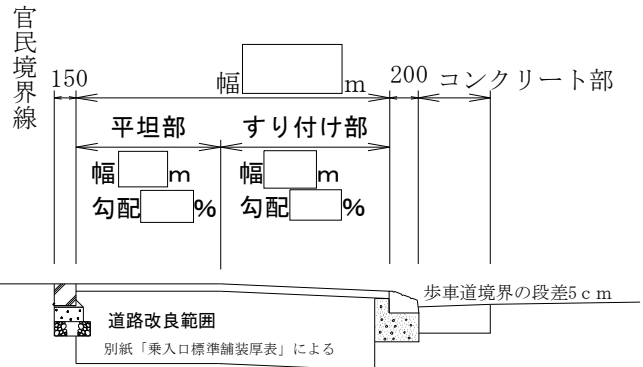 官民境界線
150
幅 m
200
コンクリート部
平坦部
すり付け部
幅 m
幅 m
勾配 %
勾配 %
歩車道境界の段差5cm
道路改良範囲
別紙「乗入口標準舗装厚表」による